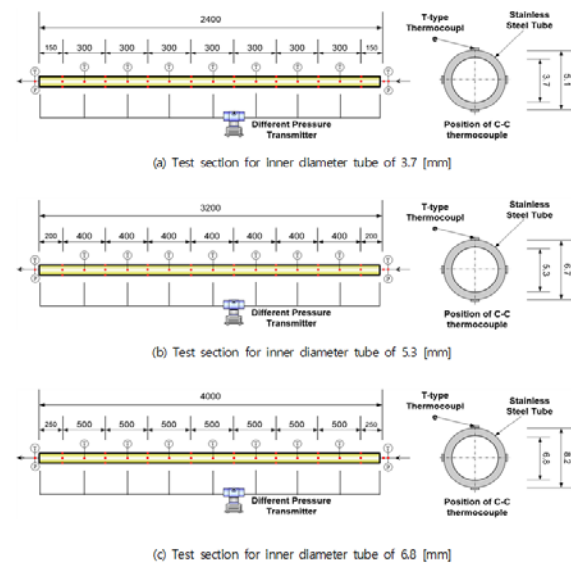 2400
150 300 300 300 300 300 300 300 150
T-type
Thermocouple
Stainless
Steel Tube
T T T T T T T T T
P P
3.7
5.1
Different Pressure
Transmitter
Position of C-C
thermocouple
(a) Test section for inner diameter tube of 3.7 [mm]
3200
200 400 400 400 400 400 400 400 200
T-type
Thermocoupl
Stainless
Steel Tube
T T T T T T T T T
P P
5.3
6.7
Different Pressure
Transmitter
Position of C-C
thermocouple
(b) Test section for inner diameter tube of 5.3 [mm]
4000
250 500 500 500 500 500 500 500 250
T-type
Thermocoupl
Stainless
Steel Tube
T T T T T T T T T
P P
6.8
8.2
Different Pressure
Transmitter
Position of C-C
thermocouple
(c) Test section for inner diameter tube of 6.8 [mm]